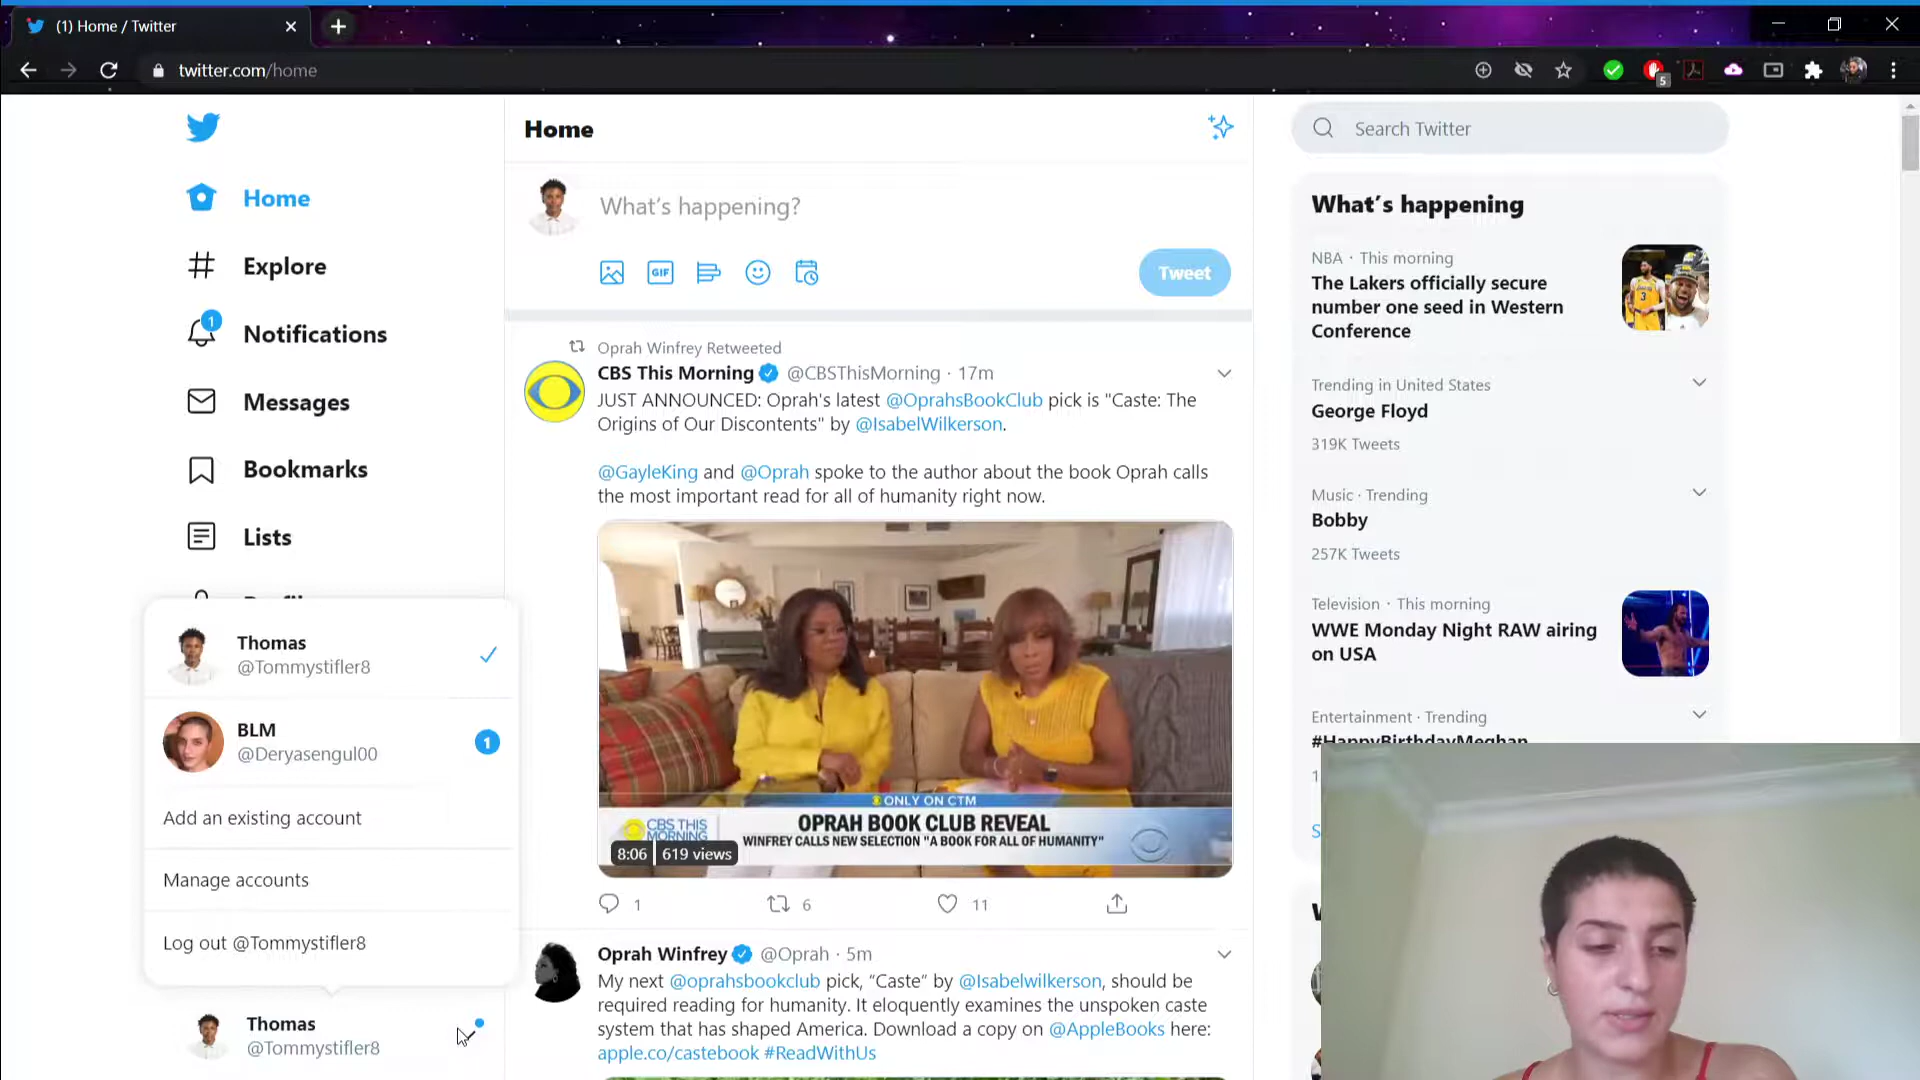 (1) Home / Twitter
twitter.com/home
5
Home
Explore
1
Notifications
Messages
Bookmarks
Lists
Thomas
@Tommystifler8
BLM
@Deryasengul00
1
Add an existing account
Manage accounts
Log out @Tommystifler8
Thomas
@Tommystifler8
Home
What's happening?
GIF
Tweet
Oprah Winfrey Retweeted
CBS This Morning @CBSThisMorning · 17m
JUST ANNOUNCED: Oprah's latest @OprahsBookClub pick is "Caste: The
Origins of Our Discontents" by @IsabelWilkerson.
@GayleKing and @Oprah spoke to the author about the book Oprah calls
the most important read for all of humanity right now.
ONLY ON CTM
CBS THIS
MORNING
OPRAH BOOK CLUB REVEAL
WINFREY CALLS NEW SELECTION "A BOOK FOR ALL OF HUMANITY"
8:06 619 views
1 6 11
Oprah Winfrey @Oprah · 5m
My next @oprahsbookclub pick, “Caste” by @Isabelwilkerson, should be
required reading for humanity. It eloquently examines the unspoken caste
system that has shaped America. Download a copy on @AppleBooks here:
apple.co/castebook #ReadWithUs
Search Twitter
What's happening
NBA · This morning
The Lakers officially secure
number one seed in Western
Conference
3
Trending in United States
George Floyd
319K Tweets
Music · Trending
Bobby
257K Tweets
Television · This morning
WWE Monday Night RAW airing
on USA
Entertainment · Trending
#HappyBirthdayMeghan